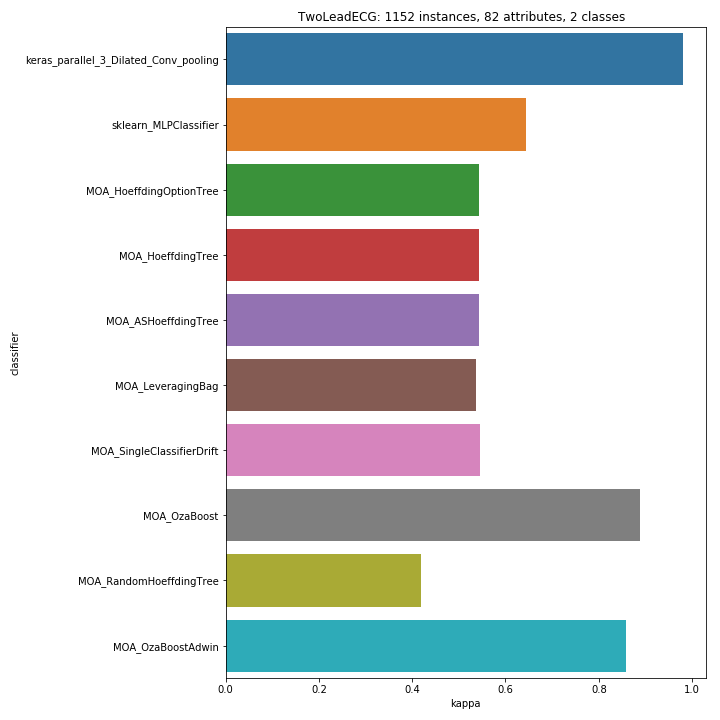 TwoLeadECG: 1152 instances, 82 attributes, 2 classes
classifier
keras_parallel_3_Dilated_Conv_pooling
sklearn_MLPClassifier
MOA_HoeffdingOptionTree
MOA_HoeffdingTree
MOA_ASHoeffdingTree
MOA_LeveragingBag
MOA_SingleClassifierDrift
MOA_OzaBoost
MOA_RandomHoeffdingTree
MOA_OzaBoostAdwin
0.0 0.2 0.4 0.6 0.8 1.0
kappa